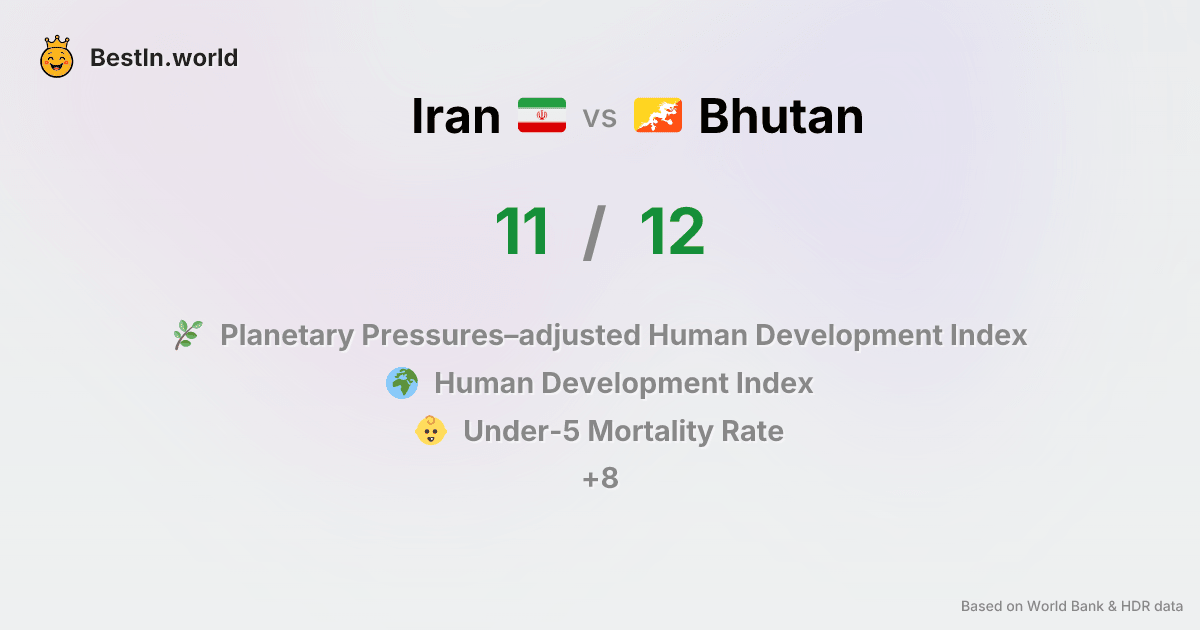 BestIn.world
Iran vs Bhutan
11 / 12
Planetary Pressures–adjusted Human Development Index
Human Development Index
Under-5 Mortality Rate
+8
Based on World Bank & HDR data